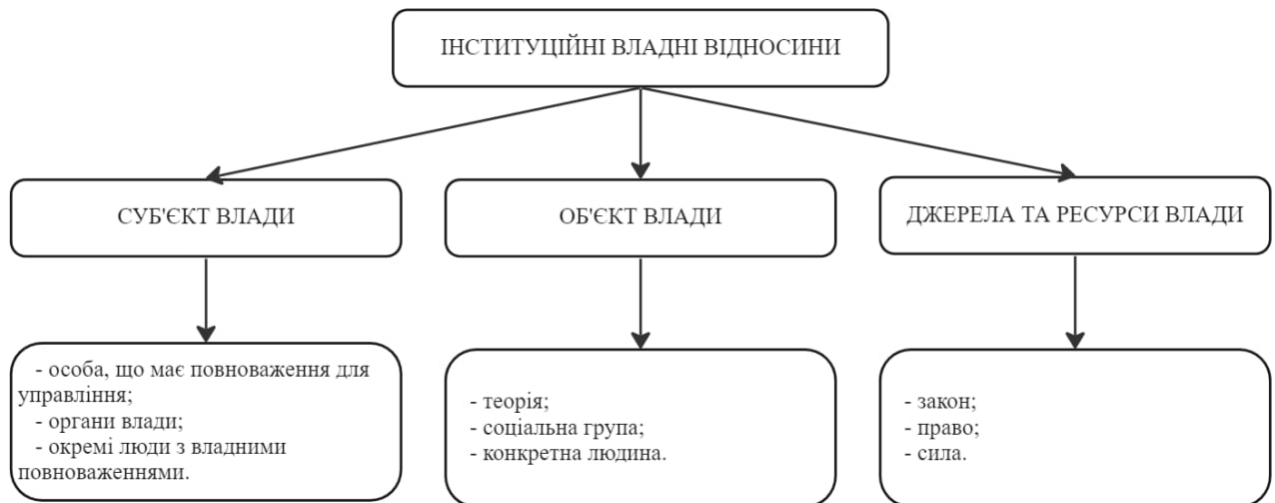 ІНСТИТУЦІЙНІ ВЛАДНІ ВІДНОСИНИ
СУБ'ЄКТ ВЛАДИ
ОБ'ЄКТ ВЛАДИ
ДЖЕРЕЛА ТА РЕСУРСИ ВЛАДИ
- особа, що має повноваження для
управління;
- органи влади;
- окремі люди з владними
повноваженнями.
- теорія;
- соціальна група;
- конкретна людина.
- закон;
- право;
- сила.